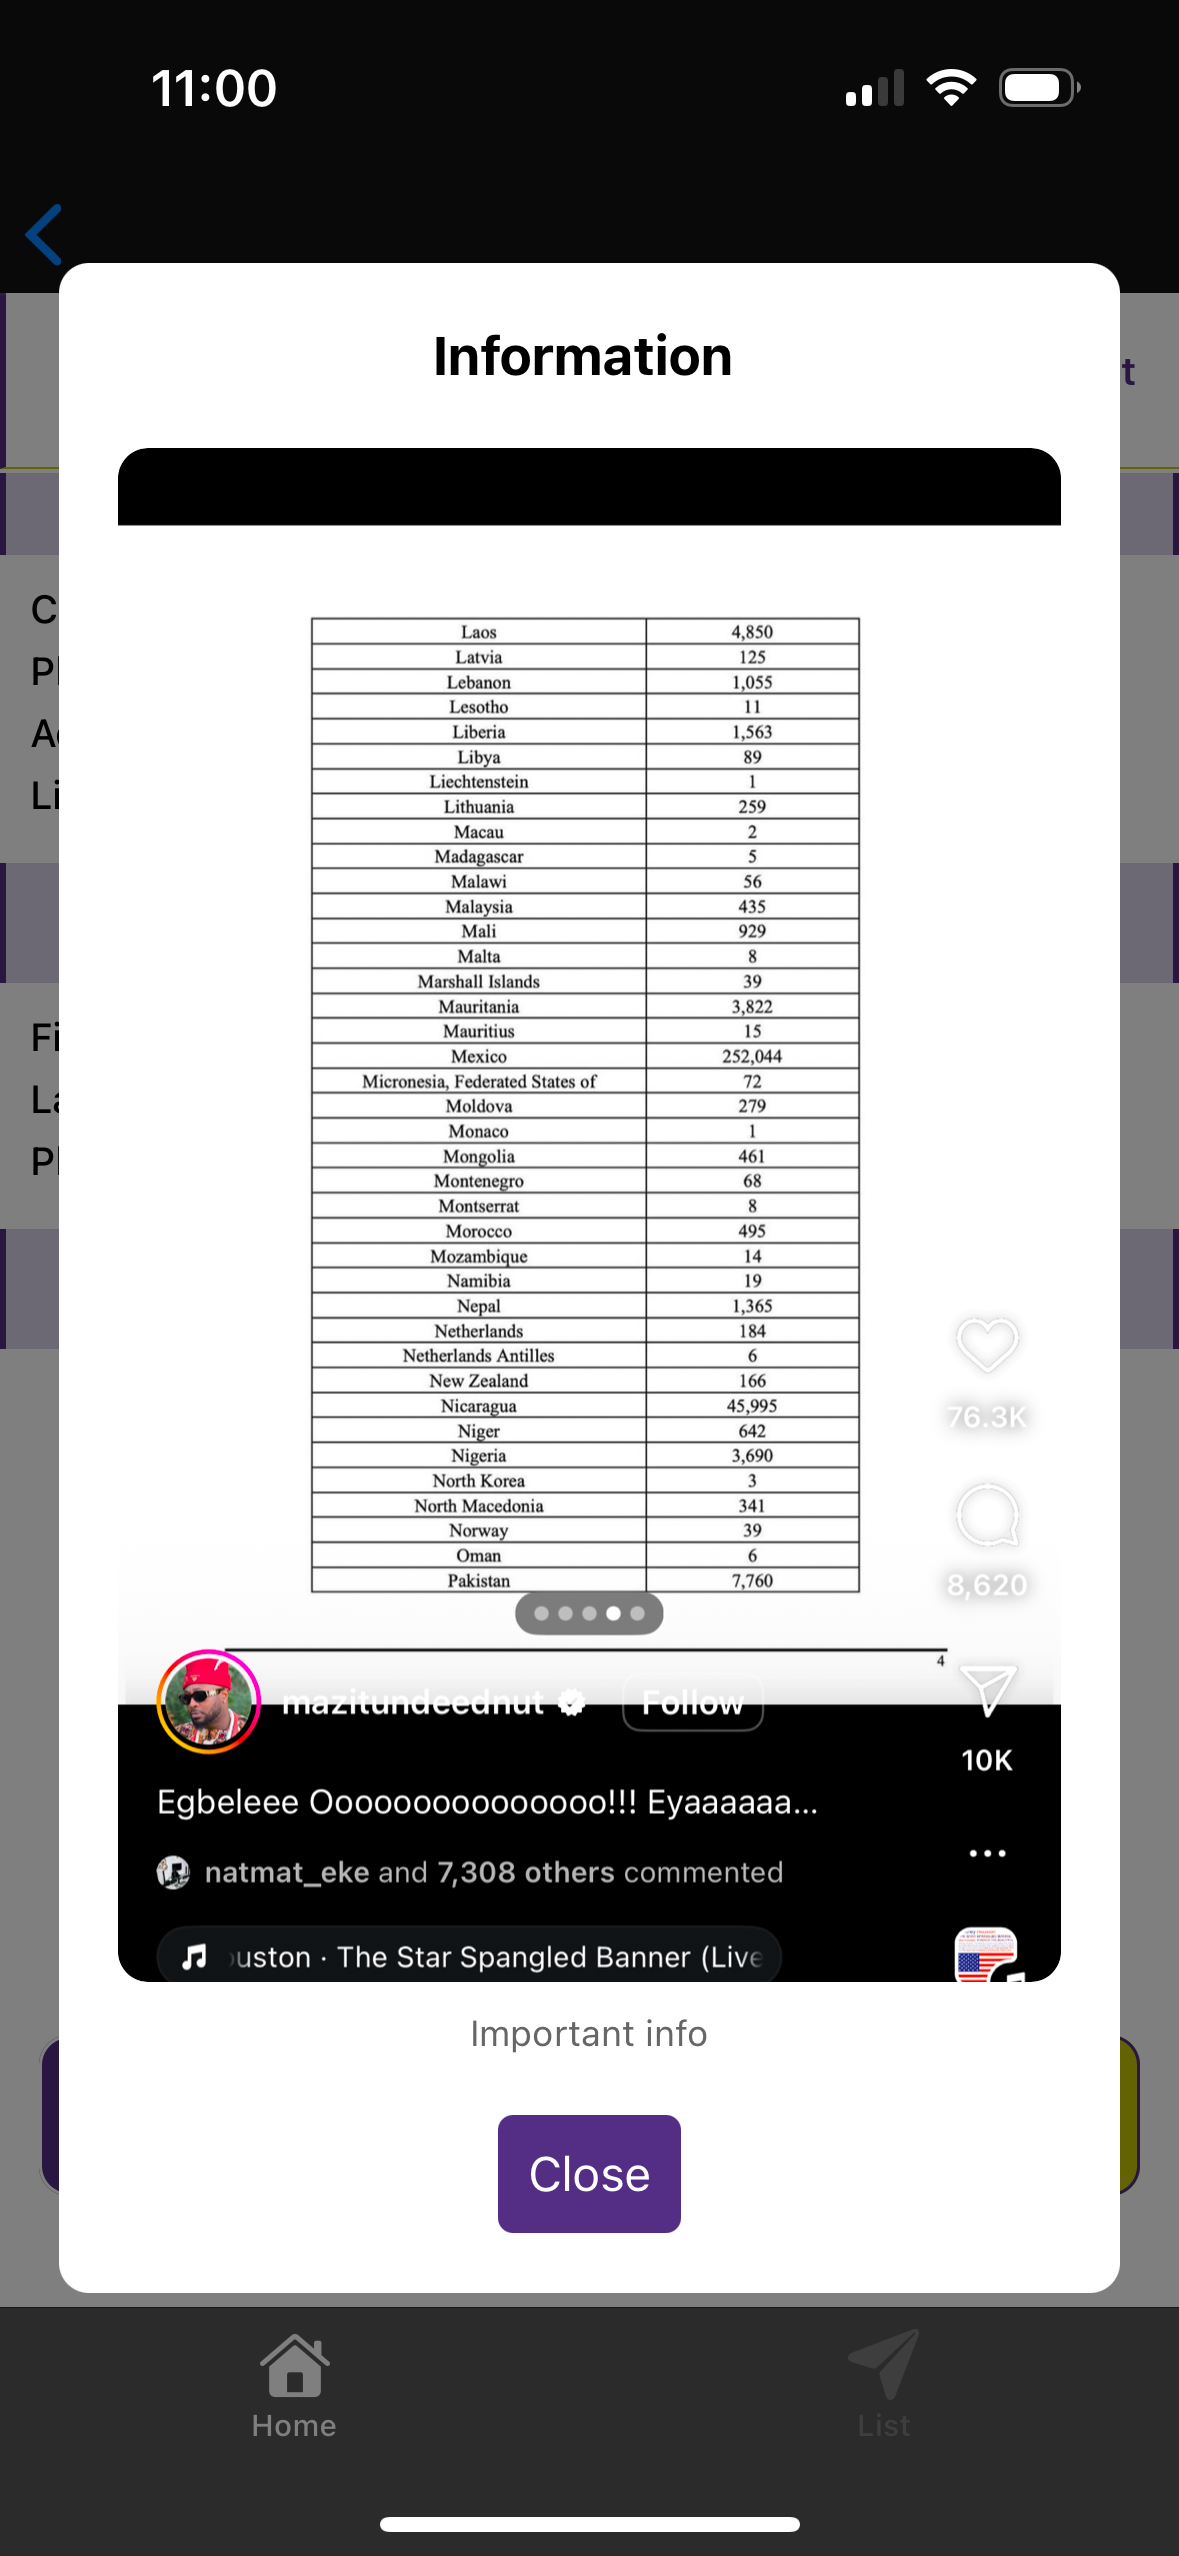 11:00
Information
t
C
Pl
Li
Laos 4,850
Latvia 125
Lebanon 1,055
Lesotho 11
Liberia 1,563
Libya 89
Liechtenstein 1
Lithuania 259
Macau 2
Madagascar 5
Malawi 56
Malaysia 435
Mali 929
Malta 8
Marshall Islands 39
Mauritania 3,822
Mauritius 15
Mexico 252,044
Micronesia, Federated States of 72
Moldova 279
Monaco 1
Mongolia 461
Montenegro 68
Montserrat 8
Morocco 495
Mozambique 14
Namibia 19
Nepal 1,365
Netherlands 184
Netherlands Antilles 6
New Zealand 166
Nicaragua 45,995
Niger 642
Nigeria 3,690
North Korea 3
North Macedonia 341
Norway 39
Oman 6
Pakistan 7,760
Fi
Pl
76.3K
8,620
4
mazitundeednut Follow
10K
Egbeleee Ooooooooooooooo!!! Eyaaaaaa...
natmat_eke and 7,308 others commented
ouston · The Star Spangled Banner (Live
Important info
Close
Home
List